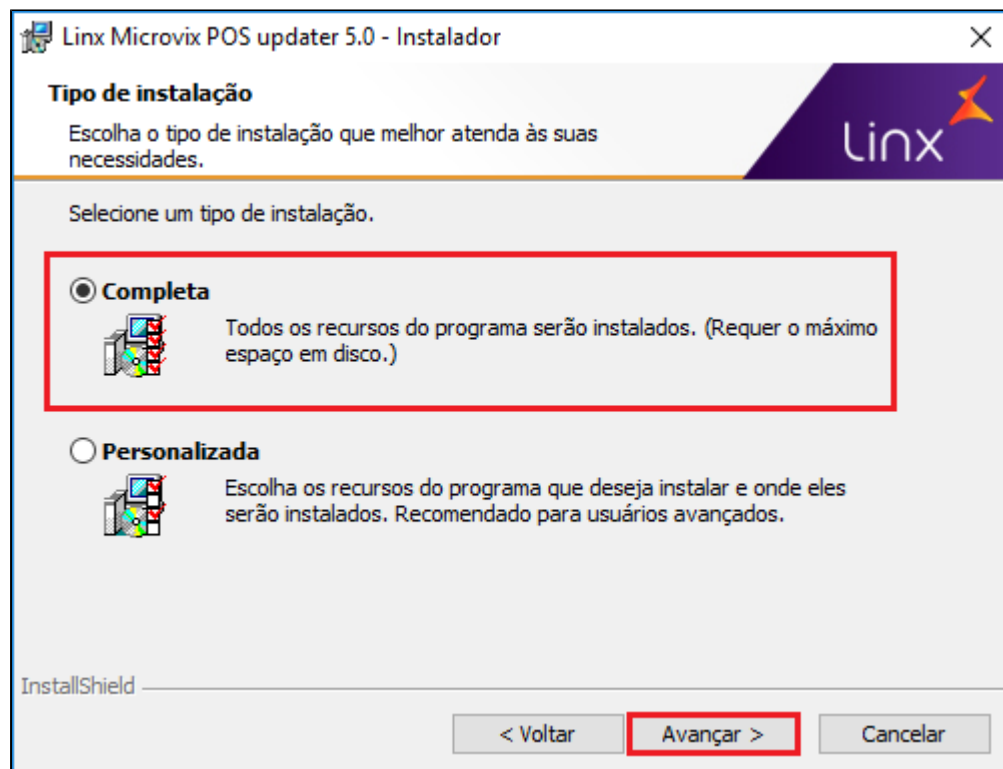 Linx Microvix POS updater 5.0 - Instalador
Tipo de instalação
Escolha o tipo de instalação que melhor atenda às suas
necessidades.
Linx
Selecione um tipo de instalação.
Completa
Todos os recursos do programa serão instalados. (Requer o máximo
espaço em disco.)
Personalizada
Escolha os recursos do programa que deseja instalar e onde eles
serão instalados. Recomendado para usuários avançados.
InstallShield
< Voltar
Avançar >
Cancelar